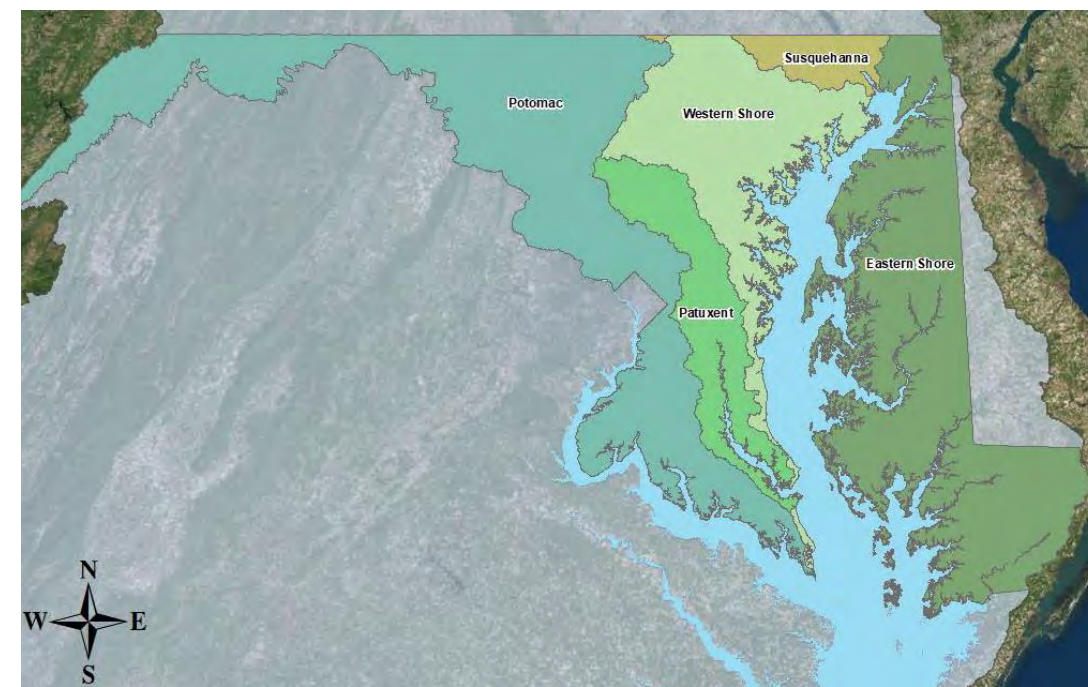 Susquehanna
Potomac
Western Shore
Eastern Shore
Patuxent
N
W E
S